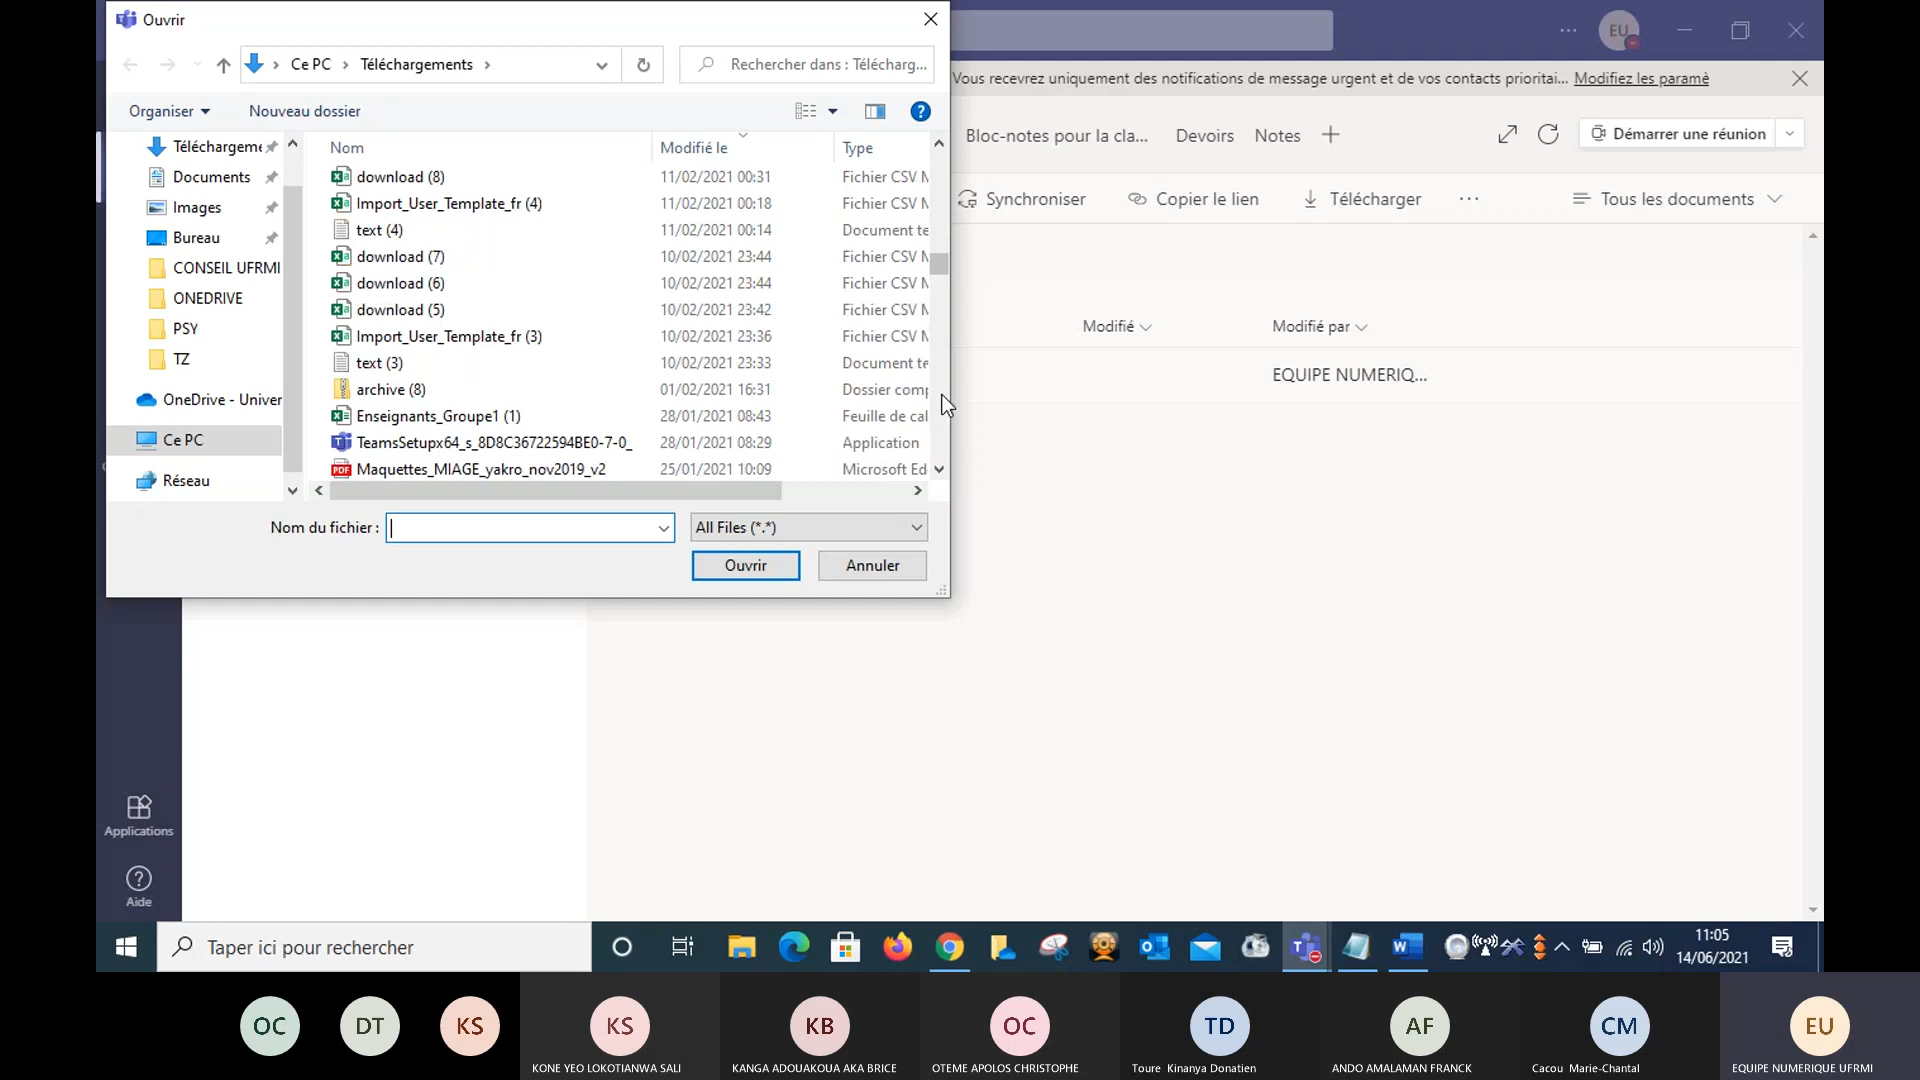 Ouvrir
Ce PC
Téléchargements
Rechercher dans : Télécharg...
Organiser
Nouveau dossier
Nom
Modifié le
Type
Téléchargeme
Documents
Images
Bureau
CONSEIL UFRMI
ONEDRIVE
PSY
TZ
OneDrive - Univer
Ce PC
Réseau
download (8) 11/02/2021 00:31 Fichier CSV M
Import_User_Template_fr (4) 11/02/2021 00:18 Fichier CSV M
text (4) 11/02/2021 00:14 Document te
download (7) 10/02/2021 23:44 Fichier CSV M
download (6) 10/02/2021 23:44 Fichier CSV M
download (5) 10/02/2021 23:42 Fichier CSV M
Import_User_Template_fr (3) 10/02/2021 23:36 Fichier CSV M
text (3) 10/02/2021 23:33 Document te
archive (8) 01/02/2021 16:31 Dossier comp
Enseignants_Groupe1 (1) 28/01/2021 08:43 Feuille de cal
TeamsSetupx64_s_8D8C36722594BE0-7-0_ 28/01/2021 08:29 Application
Maquettes_MIAGE_yakro_nov2019_v2 25/01/2021 10:09 Microsoft Ed
Nom du fichier :
All Files (*.*)
Ouvrir
Annuler
EU
Vous recevrez uniquement des notifications de message urgent et de vos contacts prioritai... Modifiez les paramè
Bloc-notes pour la cla...
Devoirs
Notes
Démarrer une réunion
Synchroniser
Copier le lien
Télécharger
Tous les documents
Modifié
Modifié par
EQUIPE NUMERIQ...
Applications
Aide
Taper ici pour rechercher
11:05
14/06/2021
OC
DT
KS
KS
KB
OC
TD
AF
CM
EU
KONE YEO LOKOTIANWA SALI
KANGA ADOUAKOUA AKA BRICE
OTEME APOLOS CHRISTOPHE
Toure Kinanya Donatien
ANDO AMALAMAN FRANCK
Cacou Marie-Chantal
EQUIPE NUMERIQUE UFRMI